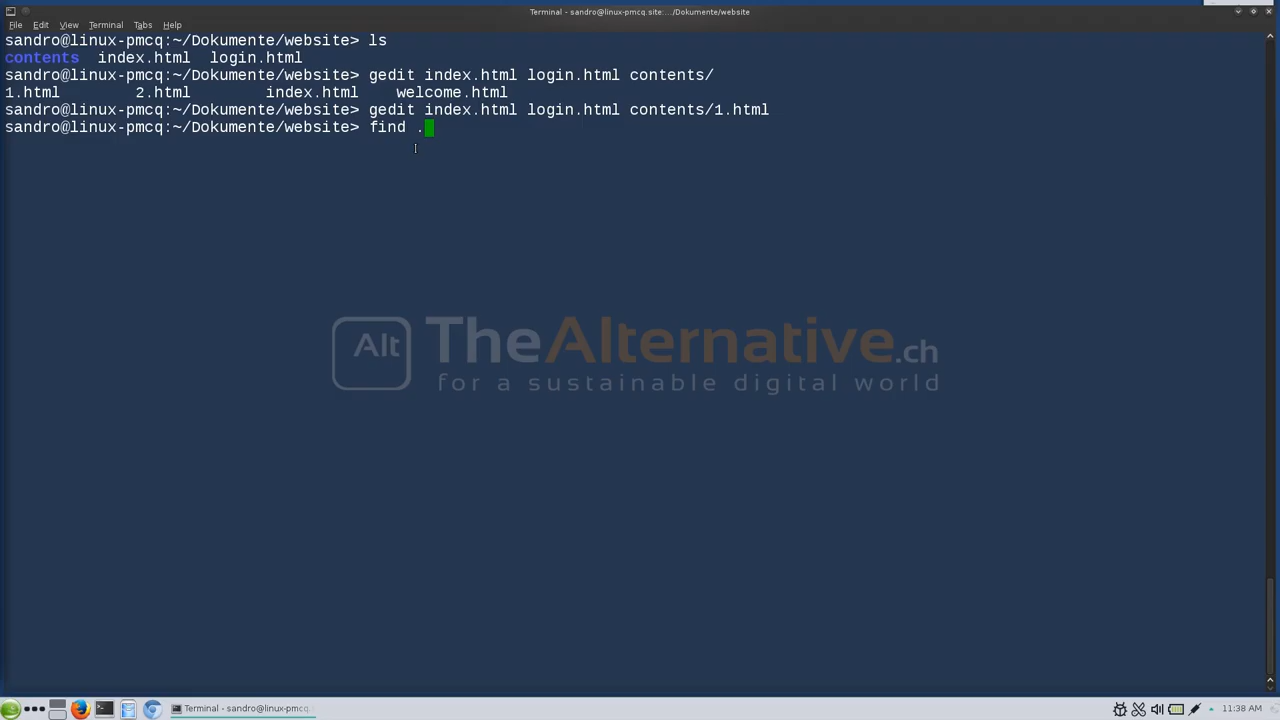 Terminal - sandro@linux-pmcq.site:.../Dokumente/website
File Edit View Terminal Tabs Help
sandro@linux-pmcq:~/Dokumente/website> ls
contents  index.html  login.html
sandro@linux-pmcq:~/Dokumente/website> gedit index.html login.html contents/
1.html        2.html        index.html    welcome.html
sandro@linux-pmcq:~/Dokumente/website> gedit index.html login.html contents/1.html
sandro@linux-pmcq:~/Dokumente/website> find .
Alt TheAlternative.ch
for a sustainable digital world
Terminal - sandro@linux-pmcq: 11:38 AM